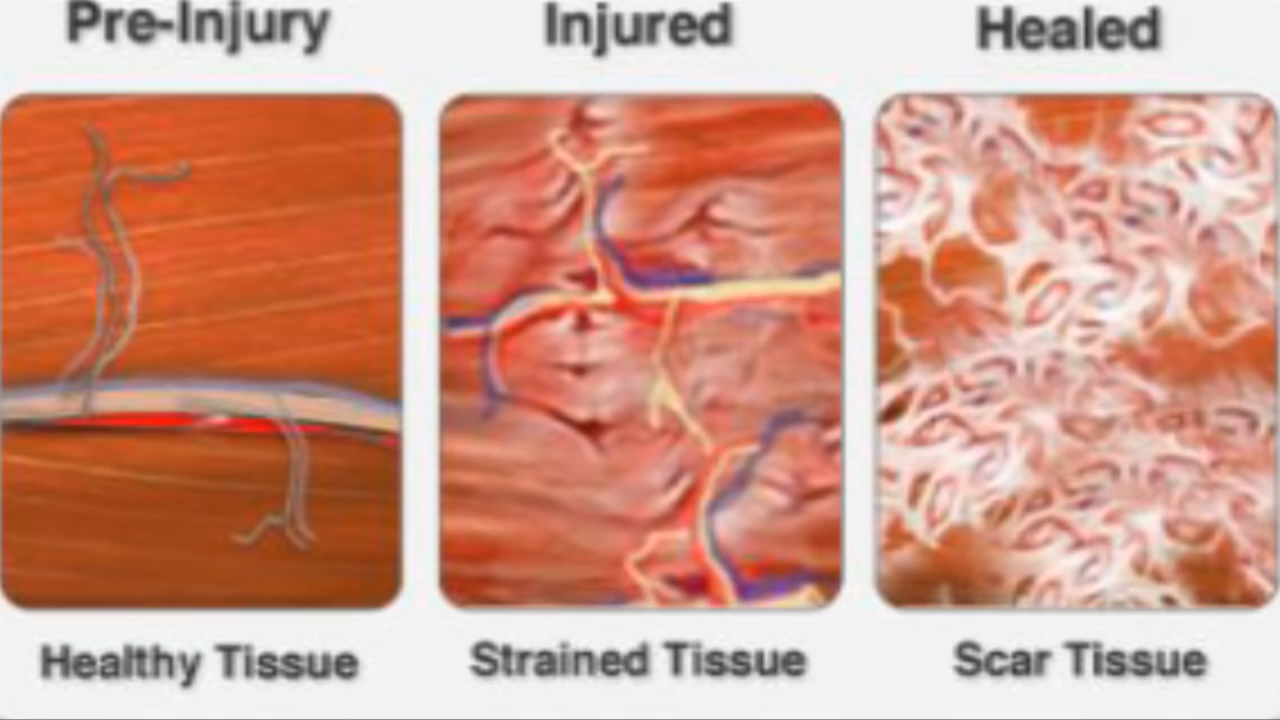 Pre-Injury
Injured
Healed
Healthy Tissue
Strained Tissue
Scar Tissue